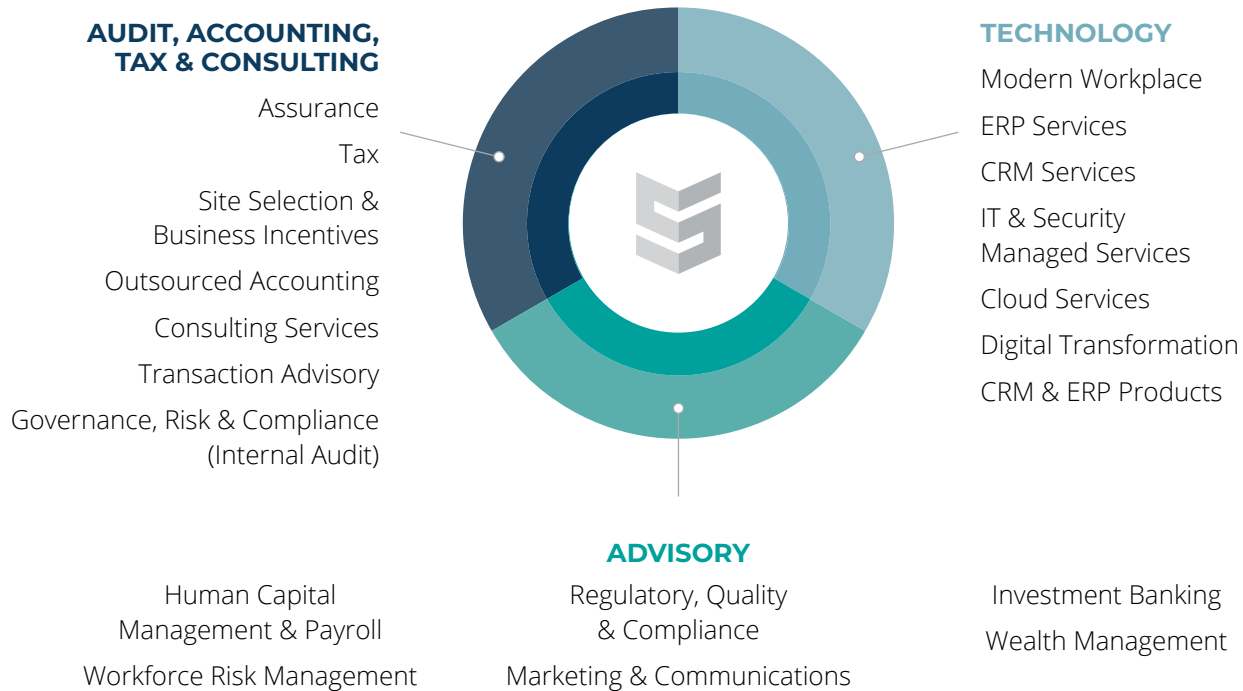 AUDIT, ACCOUNTING,
TAX & CONSULTING
Assurance
Tax
Site Selection &
Business Incentives
Outsourced Accounting
Consulting Services
Transaction Advisory
Governance, Risk & Compliance
(Internal Audit)
TECHNOLOGY
Modern Workplace
ERP Services
CRM Services
IT & Security
Managed Services
Cloud Services
Digital Transformation
CRM & ERP Products
ADVISORY
Human Capital
Management & Payroll
Workforce Risk Management
Regulatory, Quality
& Compliance
Marketing & Communications
Investment Banking
Wealth Management